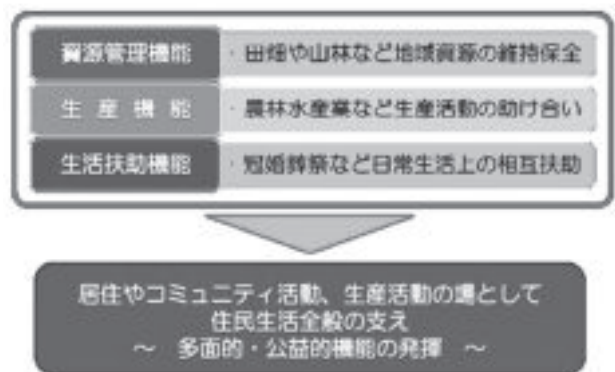 資源管理機能 ・田畑や山林など地域資源の維持保全
生産機能 ・農林水産業など生産活動の助け合い
生活扶助機能 ・冠婚葬祭など日常生活上の相互扶助
居住やコミュニティ活動、生産活動の場として
住民生活全般の支え
～ 多面的・公益的機能の発揮 ～